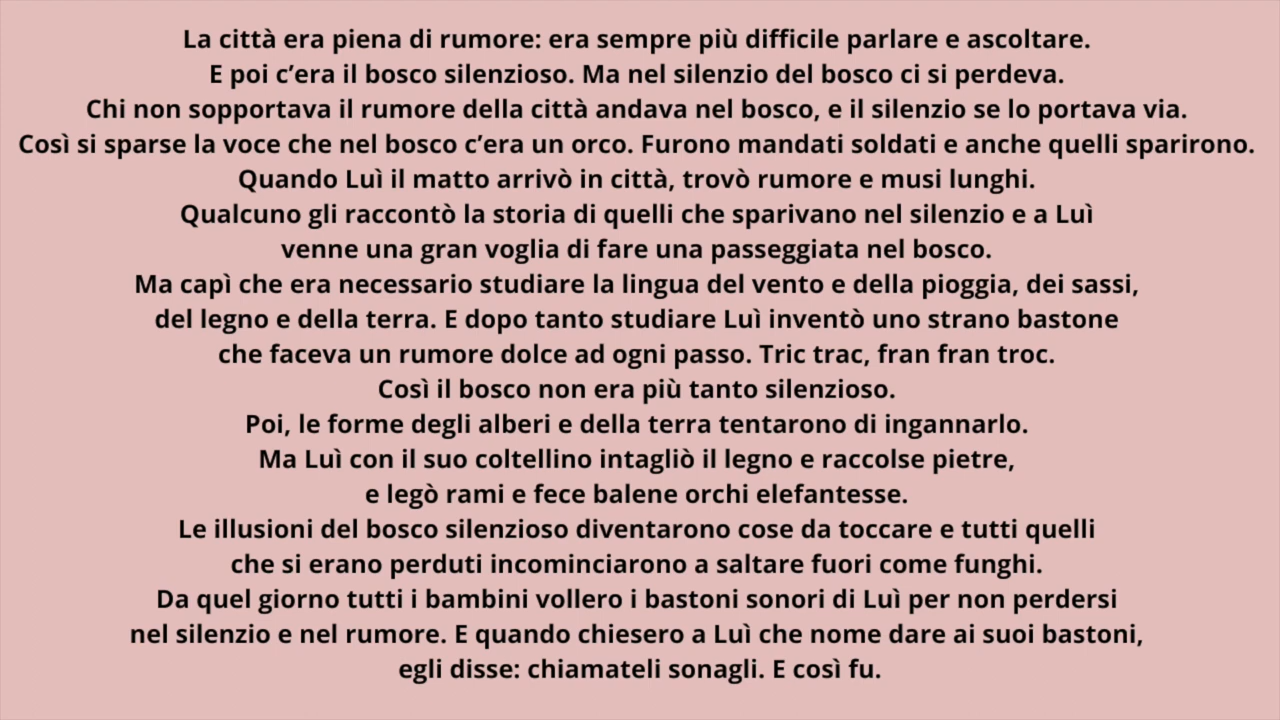 La città era piena di rumore: era sempre più difficile parlare e ascoltare.
E poi c’era il bosco silenzioso. Ma nel silenzio del bosco ci si perdeva.
Chi non sopportava il rumore della città andava nel bosco, e il silenzio se lo portava via.
Così si sparse la voce che nel bosco c’era un orco. Furono mandati soldati e anche quelli sparirono.
Quando Luì il matto arrivò in città, trovò rumore e musi lunghi.
Qualcuno gli raccontò la storia di quelli che sparivano nel silenzio e a Luì
venne una gran voglia di fare una passeggiata nel bosco.
Ma capì che era necessario studiare la lingua del vento e della pioggia, dei sassi,
del legno e della terra. E dopo tanto studiare Luì inventò uno strano bastone
che faceva un rumore dolce ad ogni passo. Tric trac, fran fran troc.
Così il bosco non era più tanto silenzioso.
Poi, le forme degli alberi e della terra tentarono di ingannarlo.
Ma Luì con il suo coltellino intagliò il legno e raccolse pietre,
e legò rami e fece balene orchi elefantesse.
Le illusioni del bosco silenzioso diventarono cose da toccare e tutti quelli
che si erano perduti incominciarono a saltare fuori come funghi.
Da quel giorno tutti i bambini vollero i bastoni sonori di Luì per non perdersi
nel silenzio e nel rumore. E quando chiesero a Luì che nome dare ai suoi bastoni,
egli disse: chiamateli sonagli. E così fu.